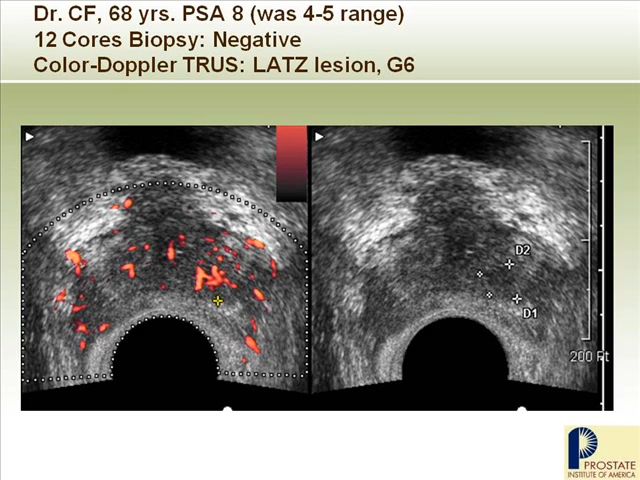 Dr. CF, 68 yrs. PSA 8 (was 4-5 range)
12 Cores Biopsy: Negative
Color-Doppler TRUS: LATZ lesion, G6
D2
D1
200 Frt
PROSTATE
INSTITUTE OF AMERICA